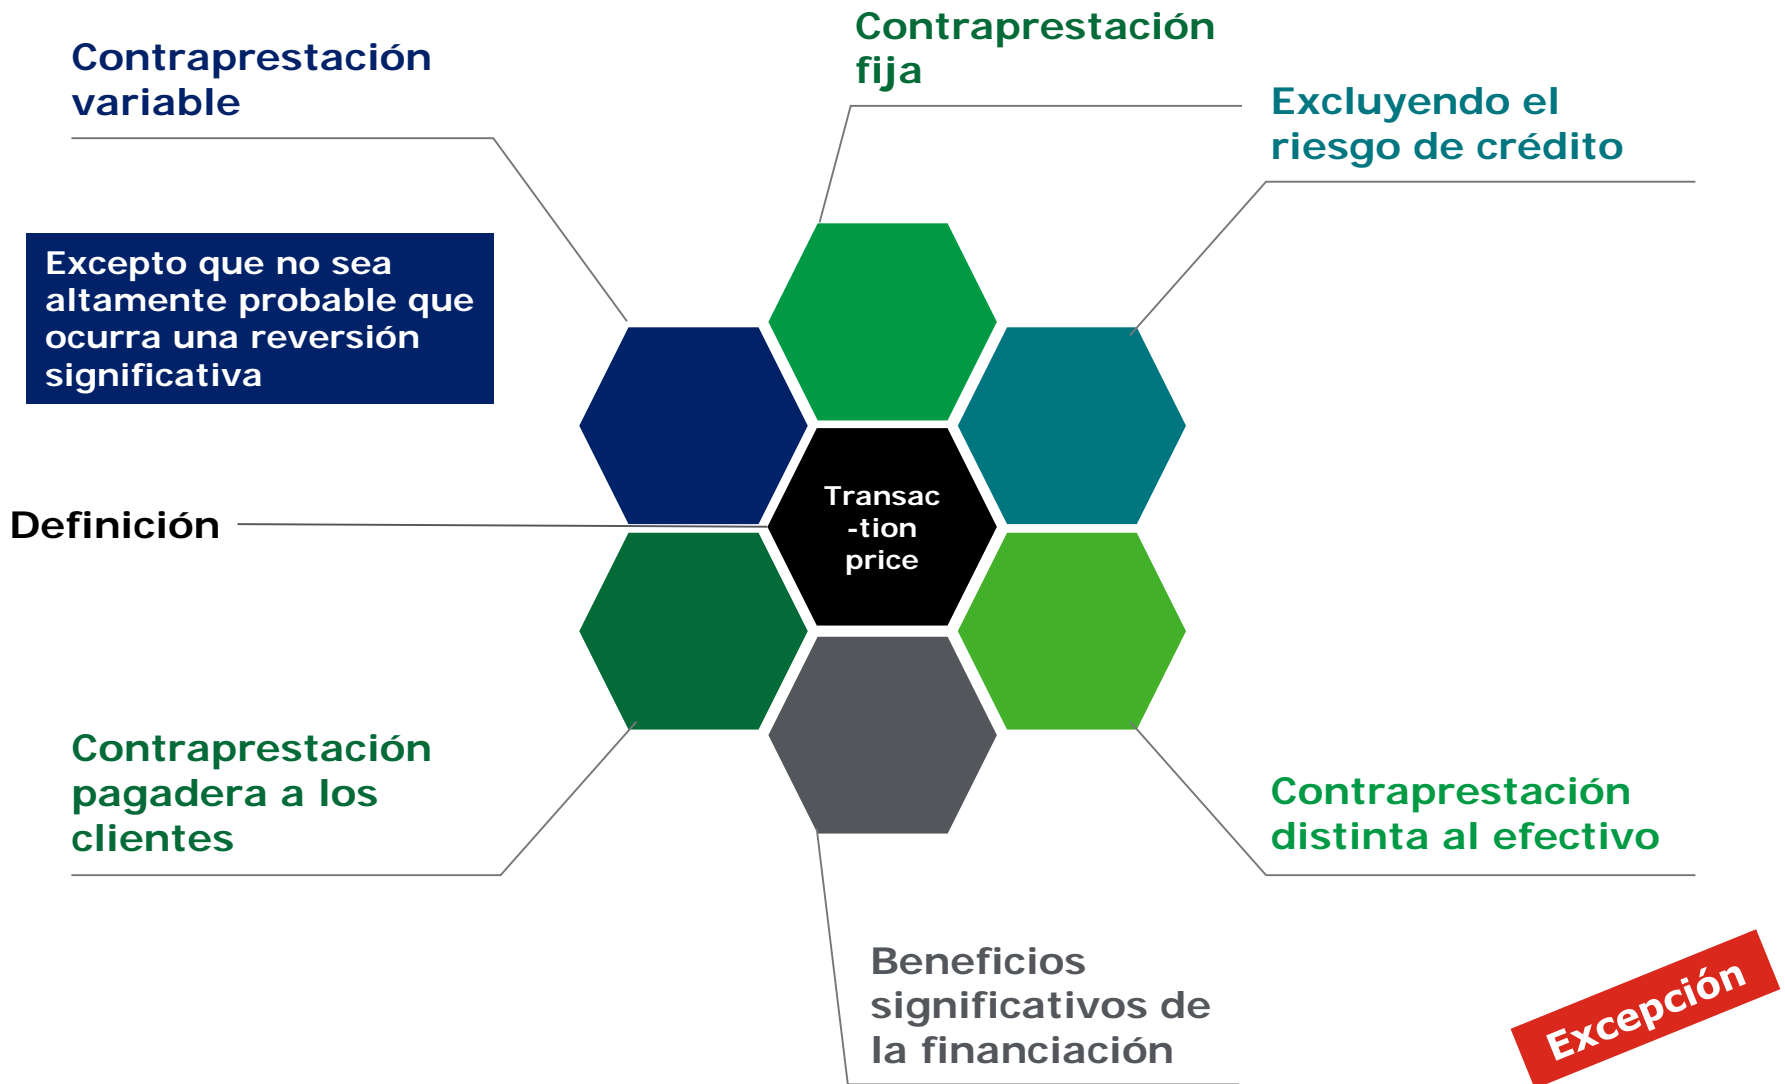 Contraprestación
variable
Contraprestación
fija
Excluyendo el
riesgo de crédito
Excepto que no sea
altamente probable que
ocurra una reversión
significativa
Transac
-tion
price
Definición
Contraprestación
pagadera a los
clientes
Contraprestación
distinta al efectivo
Beneficios
significativos de
la financiación
Excepción